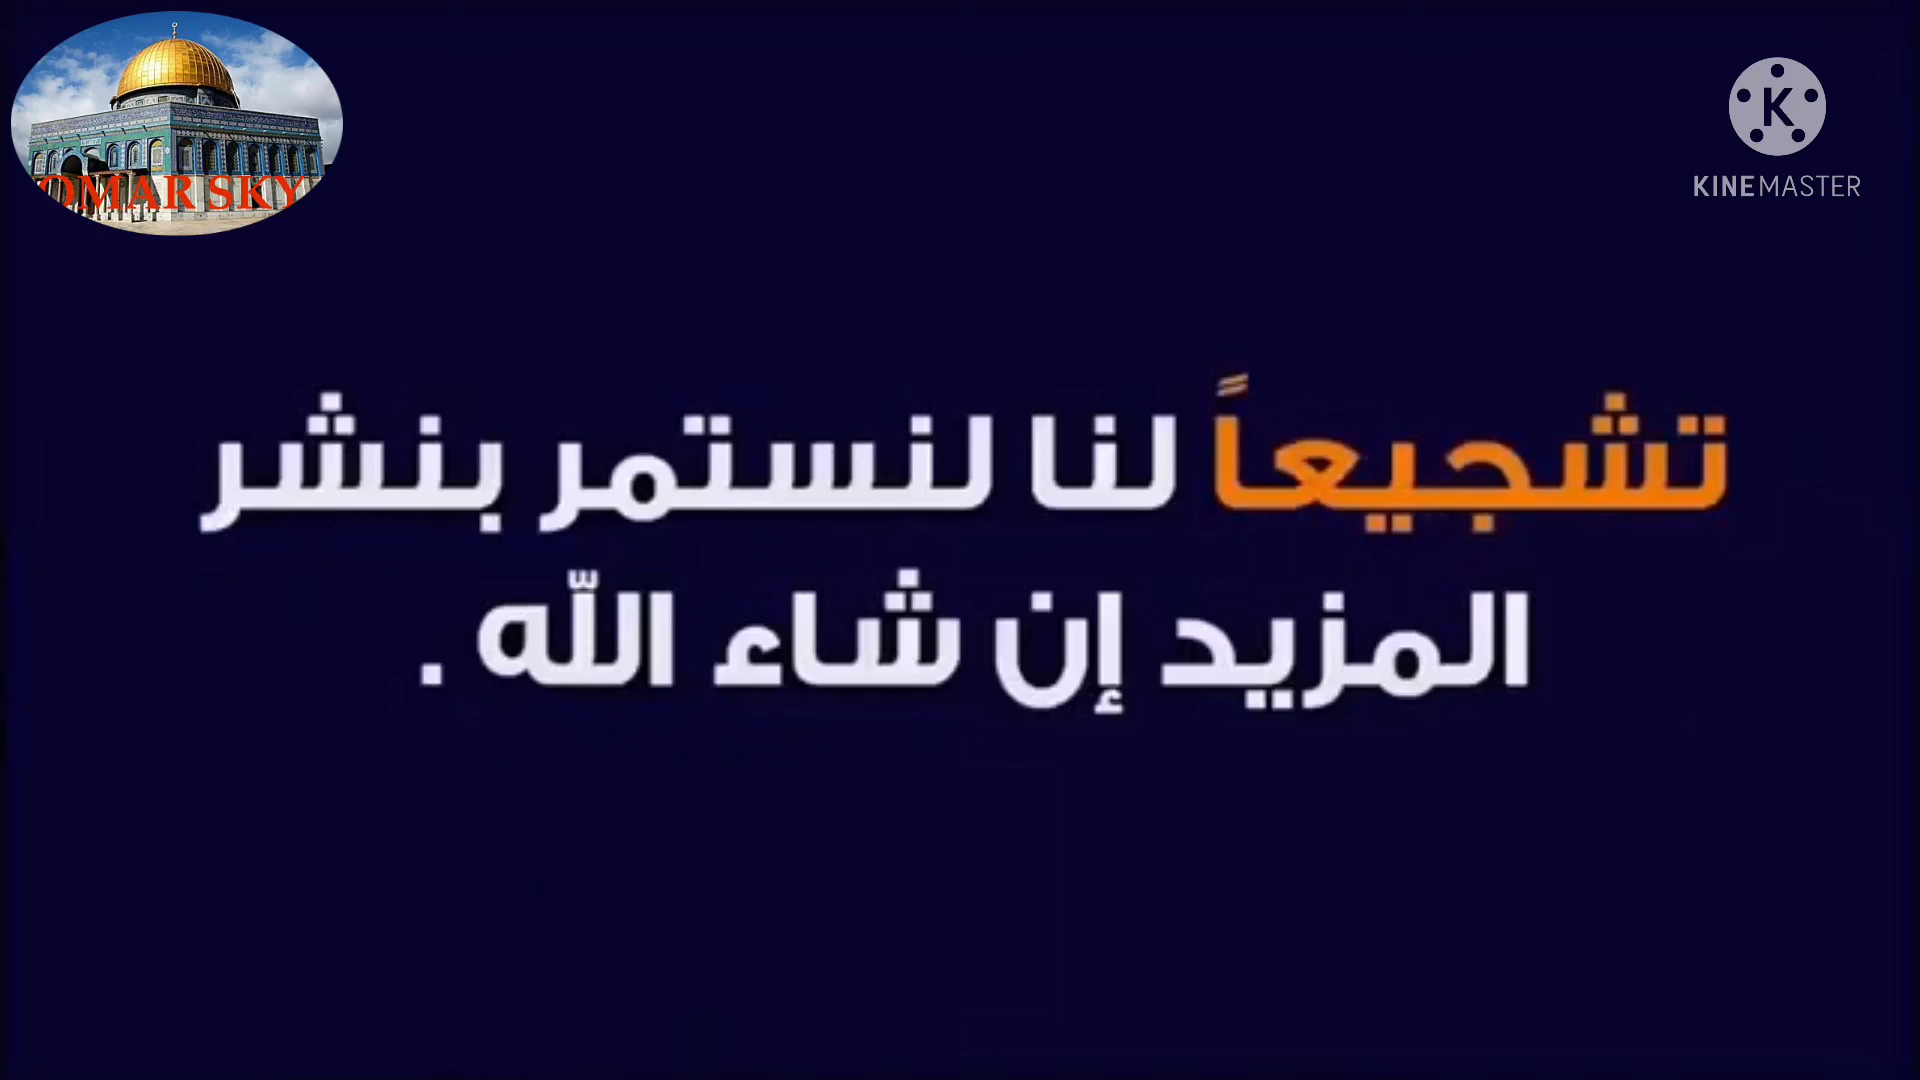 OMAR SKY
KINEMASTER
تشجيعاً لنا لنستمر بنشر
المزيد إن شاء اللّه .